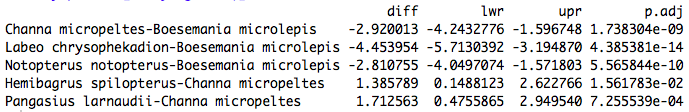 diff lwr upr p.adj
Channa micropeltes-Boesemania microlepis -2.920013 -4.2432776 -1.596748 1.738304e-09
Labeo chrysophekadion-Boesemania microlepis -4.453954 -5.7130392 -3.194870 4.385381e-14
Notopterus notopterus-Boesemania microlepis -2.810755 -4.0497074 -1.571803 5.565844e-10
Hemibagrus spilopterus-Channa micropeltes 1.385789 0.1488123 2.622766 1.561783e-02
Pangasius larnaudii-Channa micropeltes 1.712563 0.4755865 2.949540 7.255539e-04